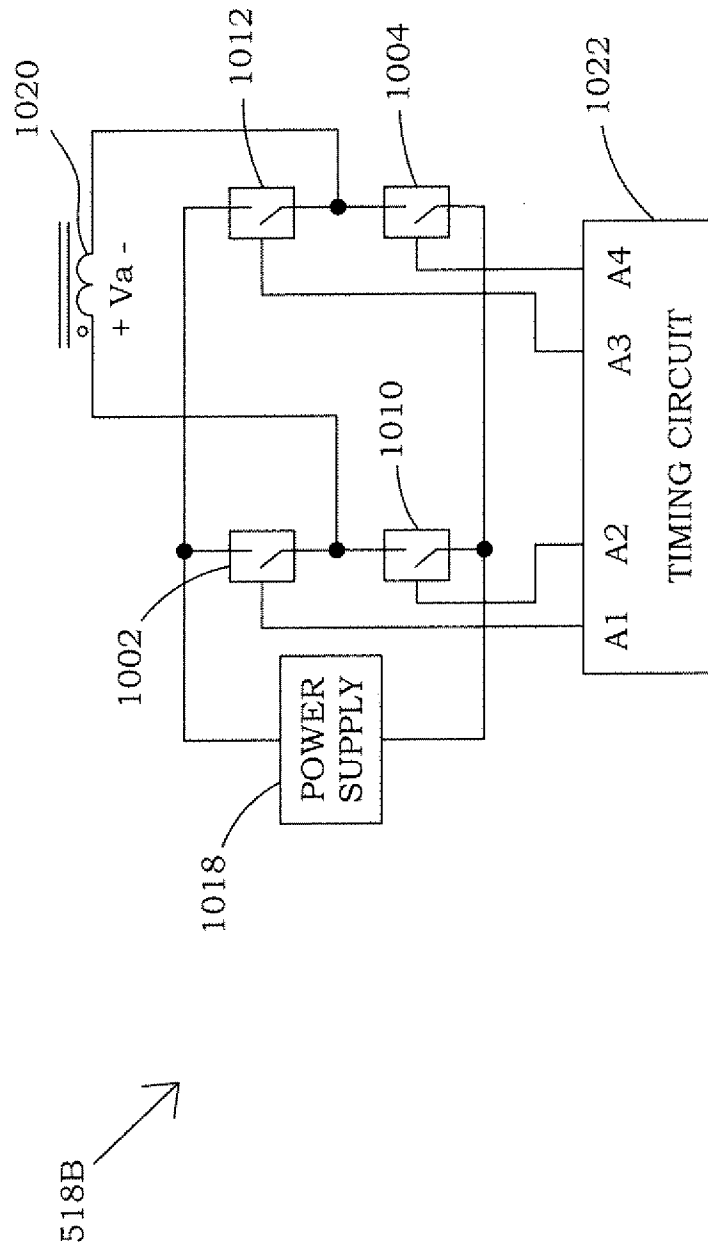 518B
1020
+ Va -
1012
1004
1002
1010
1018
POWER
SUPPLY
A1 A2 A3 A4
TIMING CIRCUIT
1022